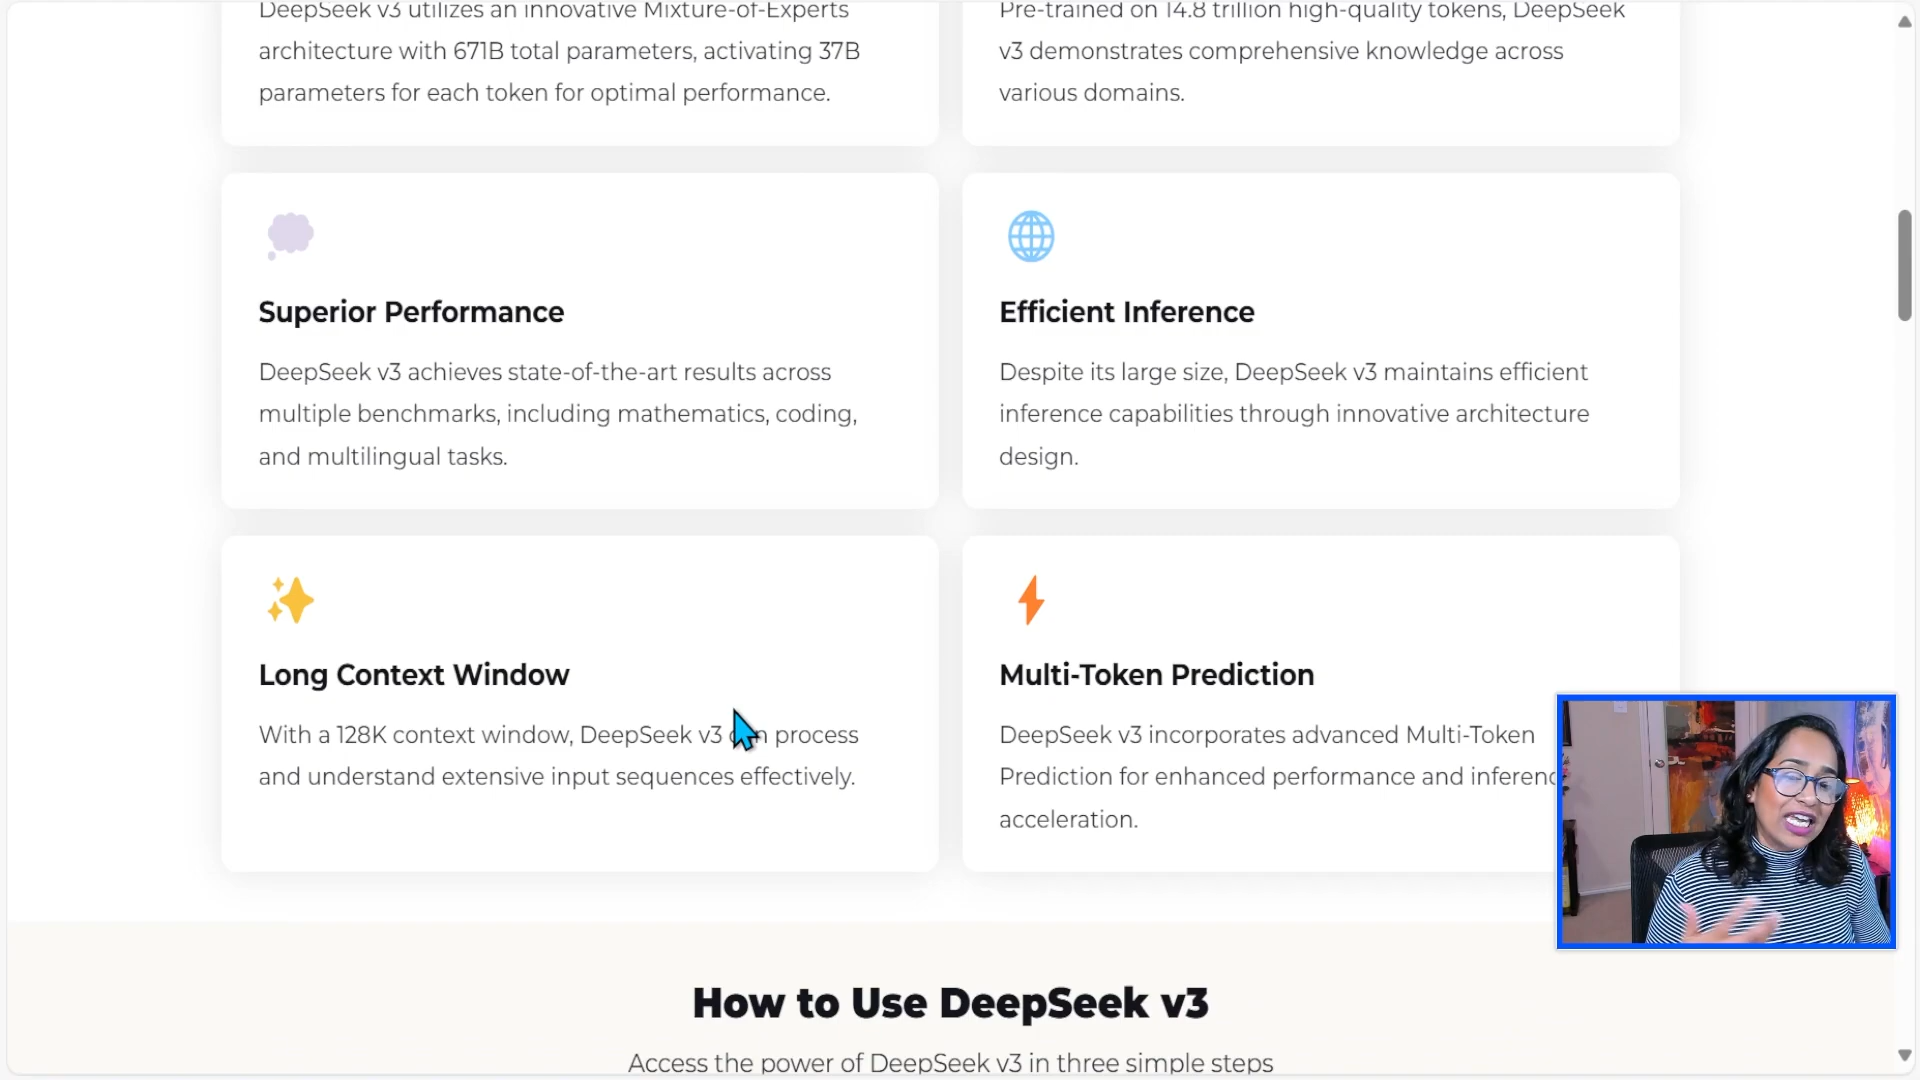 DeepSeek v3 utilizes an innovative Mixture-of-Experts
architecture with 671B total parameters, activating 37B
parameters for each token for optimal performance.
Pre-trained on 14.8 trillion high-quality tokens, DeepSeek
v3 demonstrates comprehensive knowledge across
various domains.
Superior Performance
DeepSeek v3 achieves state-of-the-art results across
multiple benchmarks, including mathematics, coding,
and multilingual tasks.
Efficient Inference
Despite its large size, DeepSeek v3 maintains efficient
inference capabilities through innovative architecture
design.
Long Context Window
With a 128K context window, DeepSeek v3 process
and understand extensive input sequences effectively.
Multi-Token Prediction
DeepSeek v3 incorporates advanced Multi-Token
Prediction for enhanced performance and
acceleration.
How to Use DeepSeek v3
Access the power of DeepSeek v3 in three simple steps